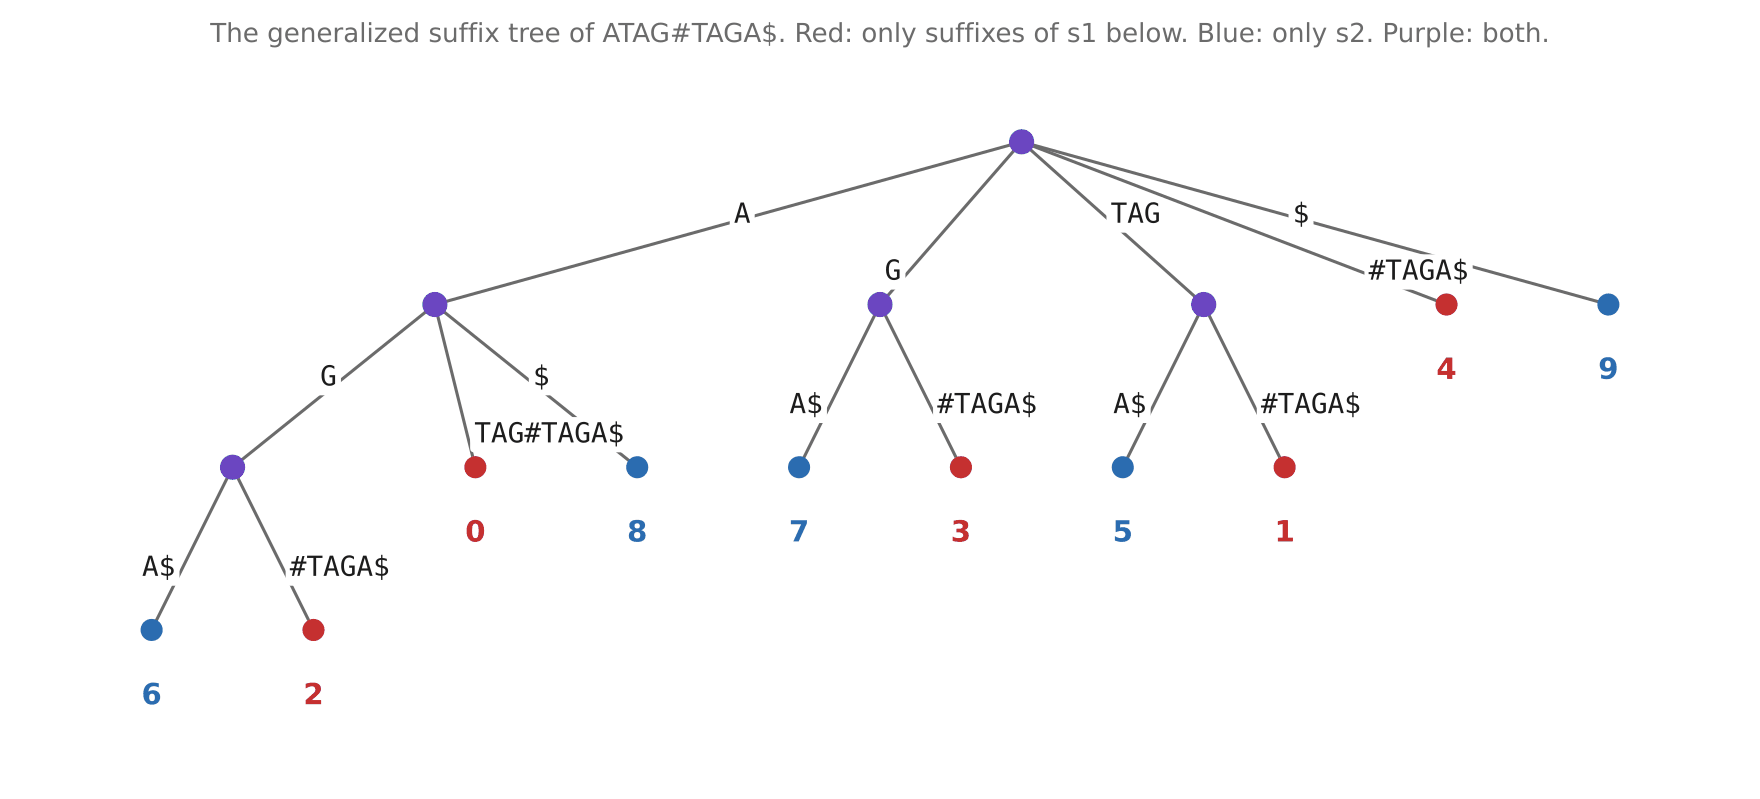 The generalized suffix tree of ATAG#TAGA$. Red: only suffixes of s1 below. Blue: only s2. Purple: both.
A
TAG
$
G
#TAGA$
4
9
G
$
A$
#TAGA$
A$
#TAGA$
TAG#TAGA$
0
8
7
3
5
1
A$
#TAGA$
6
2